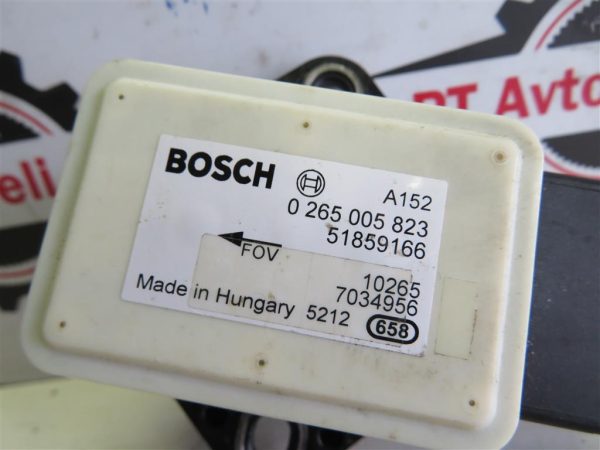 BOSCH
A152
0 265 005 823
51859166
FOV
10265
7034956
Made in Hungary 5212 658
eli
PT Avto